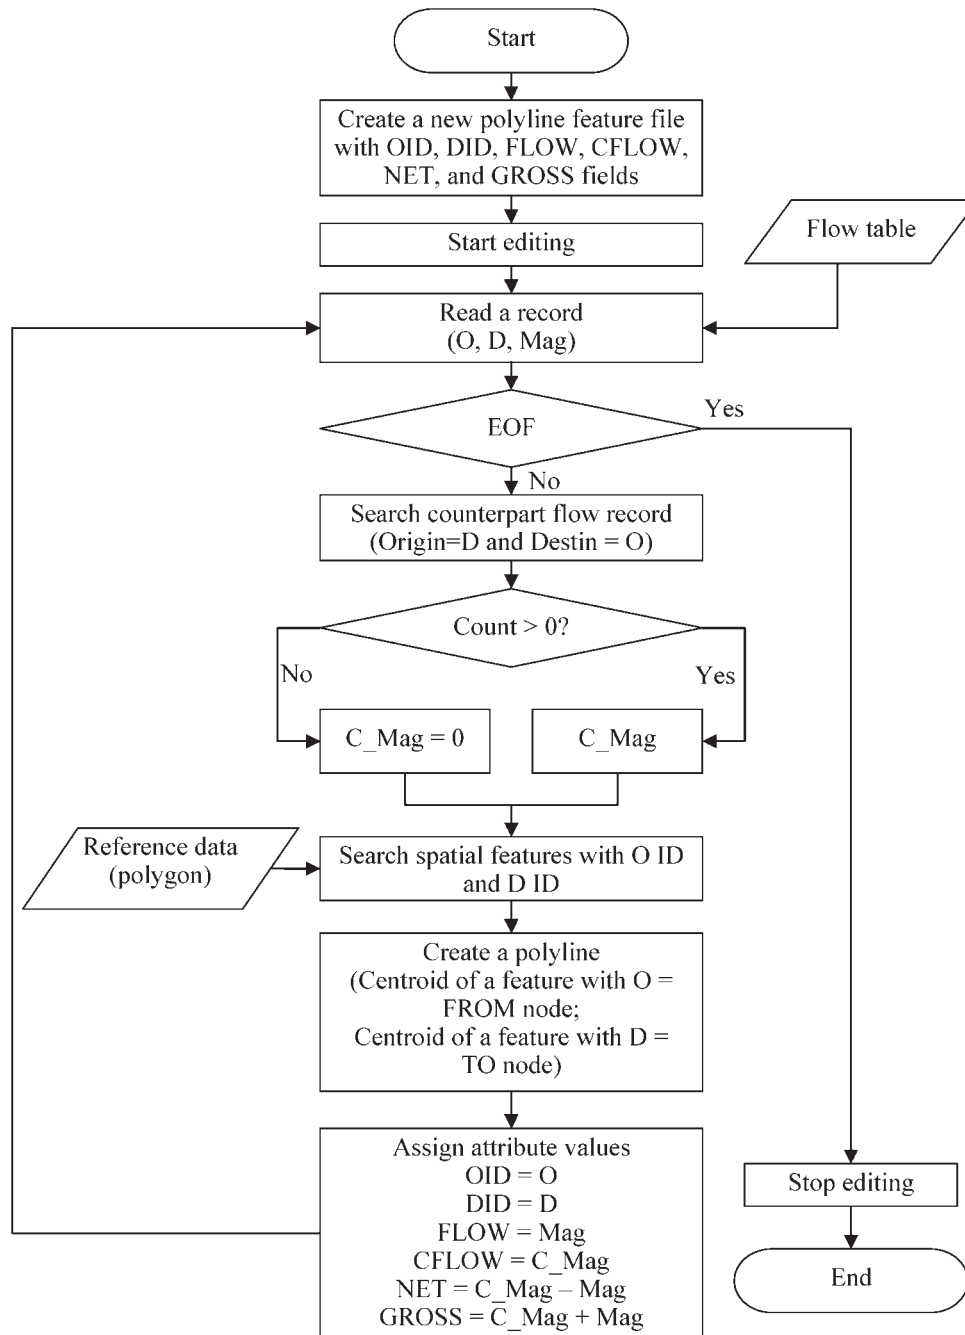 Start
Create a new polyline feature file
with OID, DID, FLOW, CFLOW,
NET, and GROSS fields
Start editing
Flow table
Read a record
(O, D, Mag)
EOF
Yes
No
Search counterpart flow record
(Origin=D and Destin = O)
Count > 0?
No
Yes
C_Mag = 0
C_Mag
Reference data
(polygon)
Search spatial features with O ID
and D ID
Create a polyline
(Centroid of a feature with O =
FROM node;
Centroid of a feature with D =
TO node)
Assign attribute values
OID = O
DID = D
FLOW = Mag
CFLOW = C_Mag
NET = C_Mag – Mag
GROSS = C_Mag + Mag
Stop editing
End